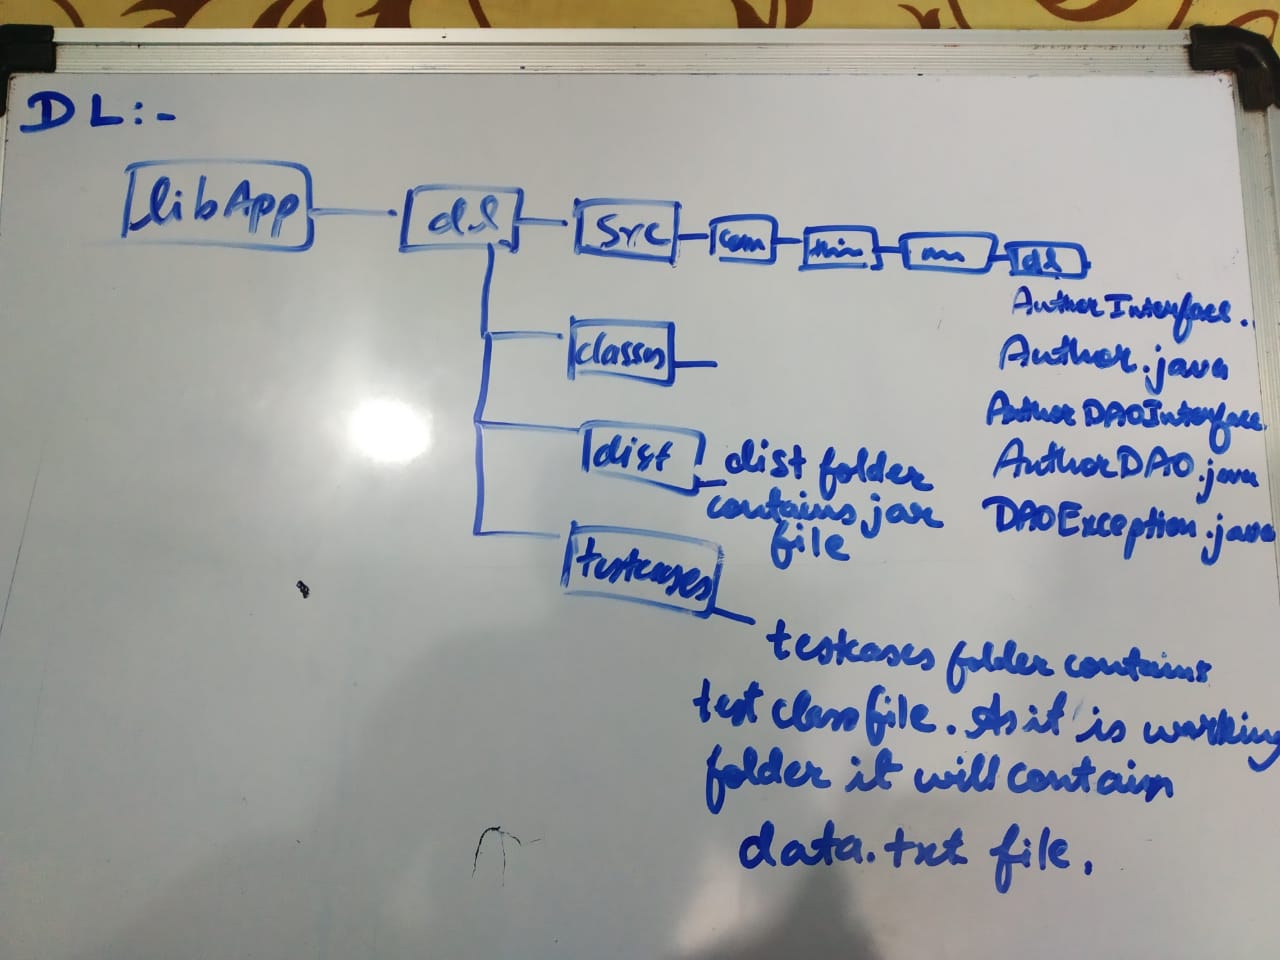 DL:-
libApp
dl
src
com
dl
AuthorInterface.
Author.java
AuthorDAOInterface
AuthorDAO.java
DAOException.java
classes
dist
dist folder
contains jar
file
testcases
testcases folder contains
test class file. As it is working
folder it will contain
data.txt file.